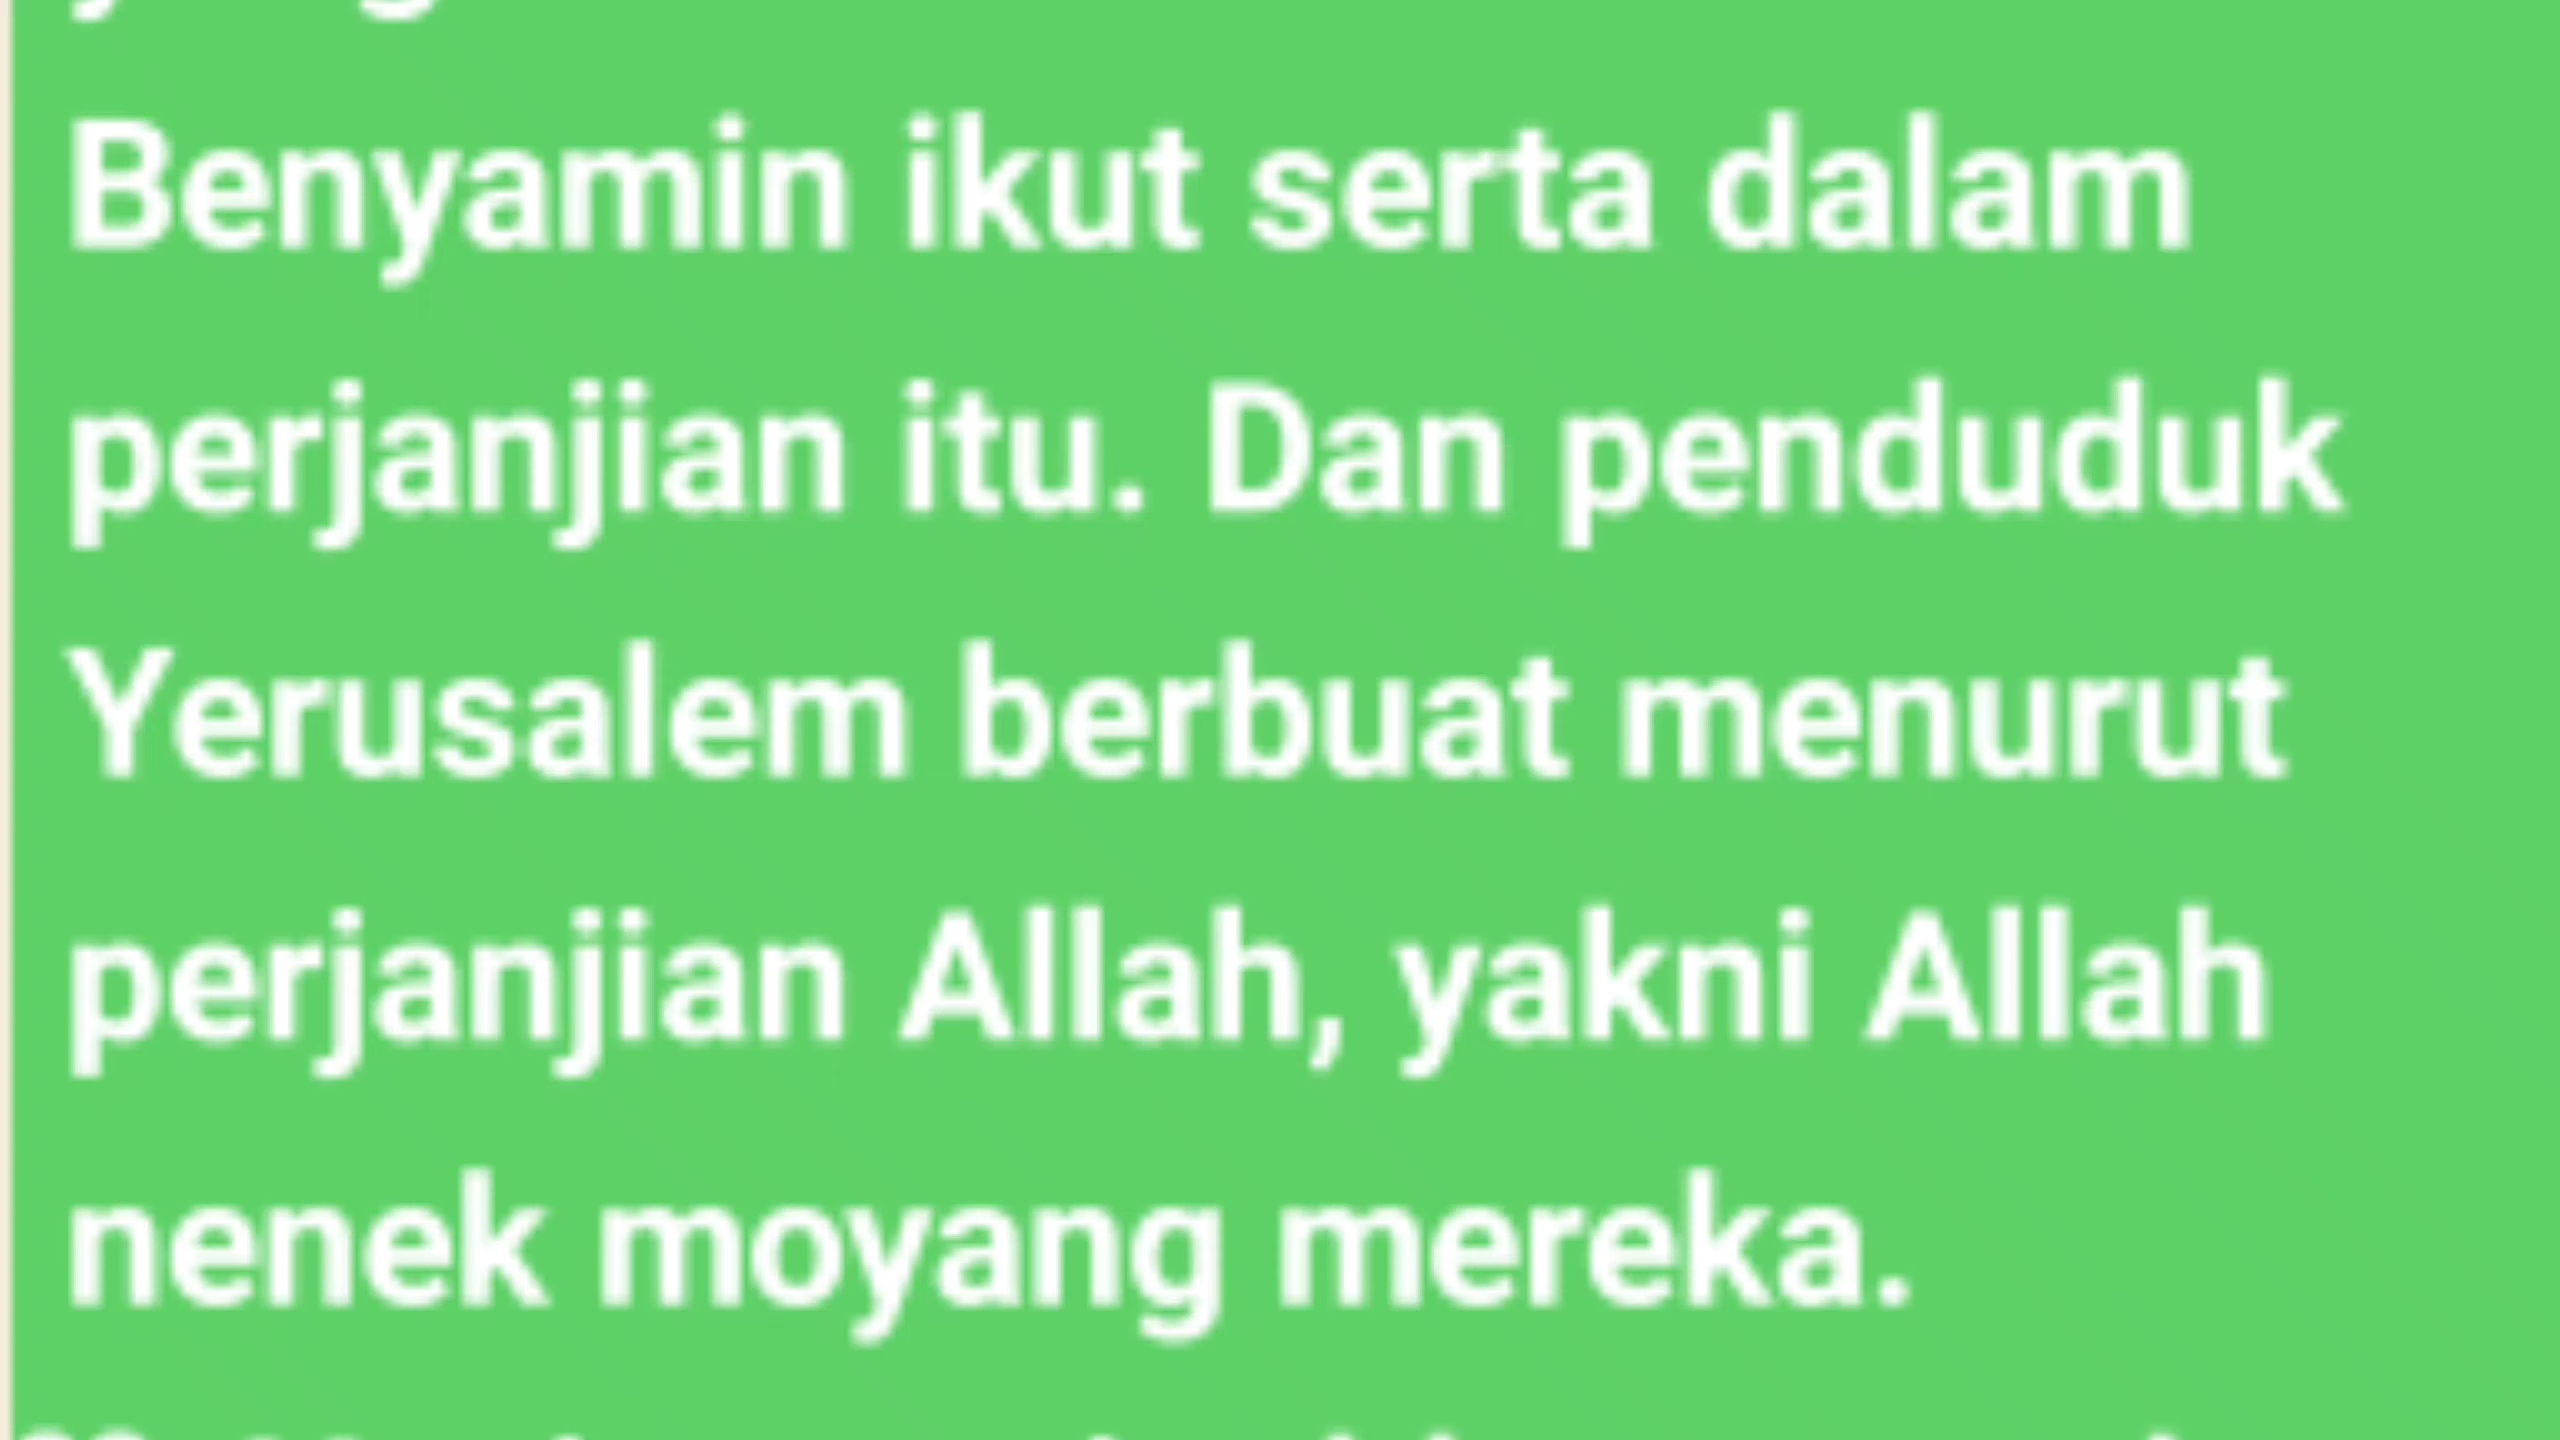 Benyamin ikut serta dalam
perjanjian itu. Dan penduduk
Yerusalem berbuat menurut
perjanjian Allah, yakni Allah
nenek moyang mereka.